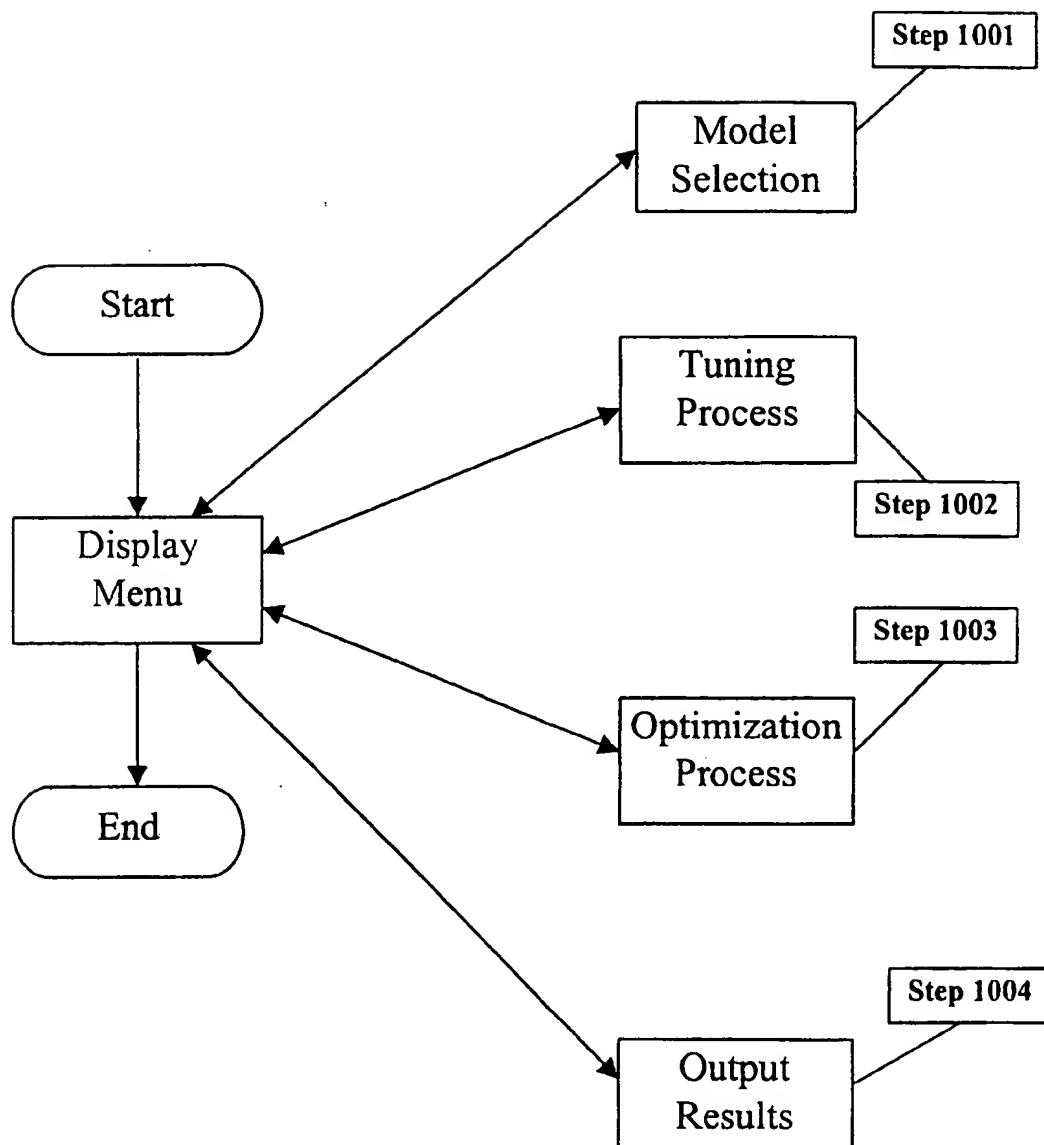 Step 1001
Model
Selection
Start
Tuning
Process
Step 1002
Display
Menu
Step 1003
Optimization
Process
End
Step 1004
Output
Results